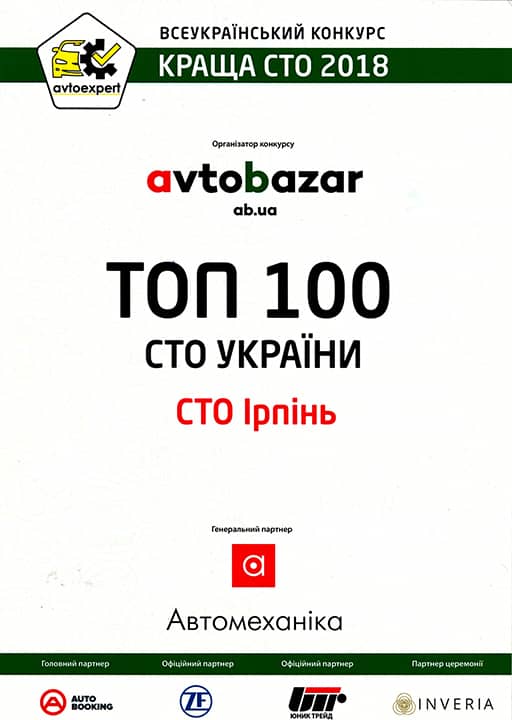 ВСЕУКРАЇНСЬКИЙ КОНКУРС
КРАЩА СТО 2018
avtoexpert
Організатор конкурсу
avtobazar
ab.ua
ТОП 100
СТО УКРАЇНИ
СТО Ірпінь
Генеральний партнер
a
Автомеханіка
Головний партнер
Офіційний партнер
Офіційний партнер
Партнер церемонії
AUTO
BOOKING
ZF
ЮТ
ЮНИК ТРЕЙД
INVERIA